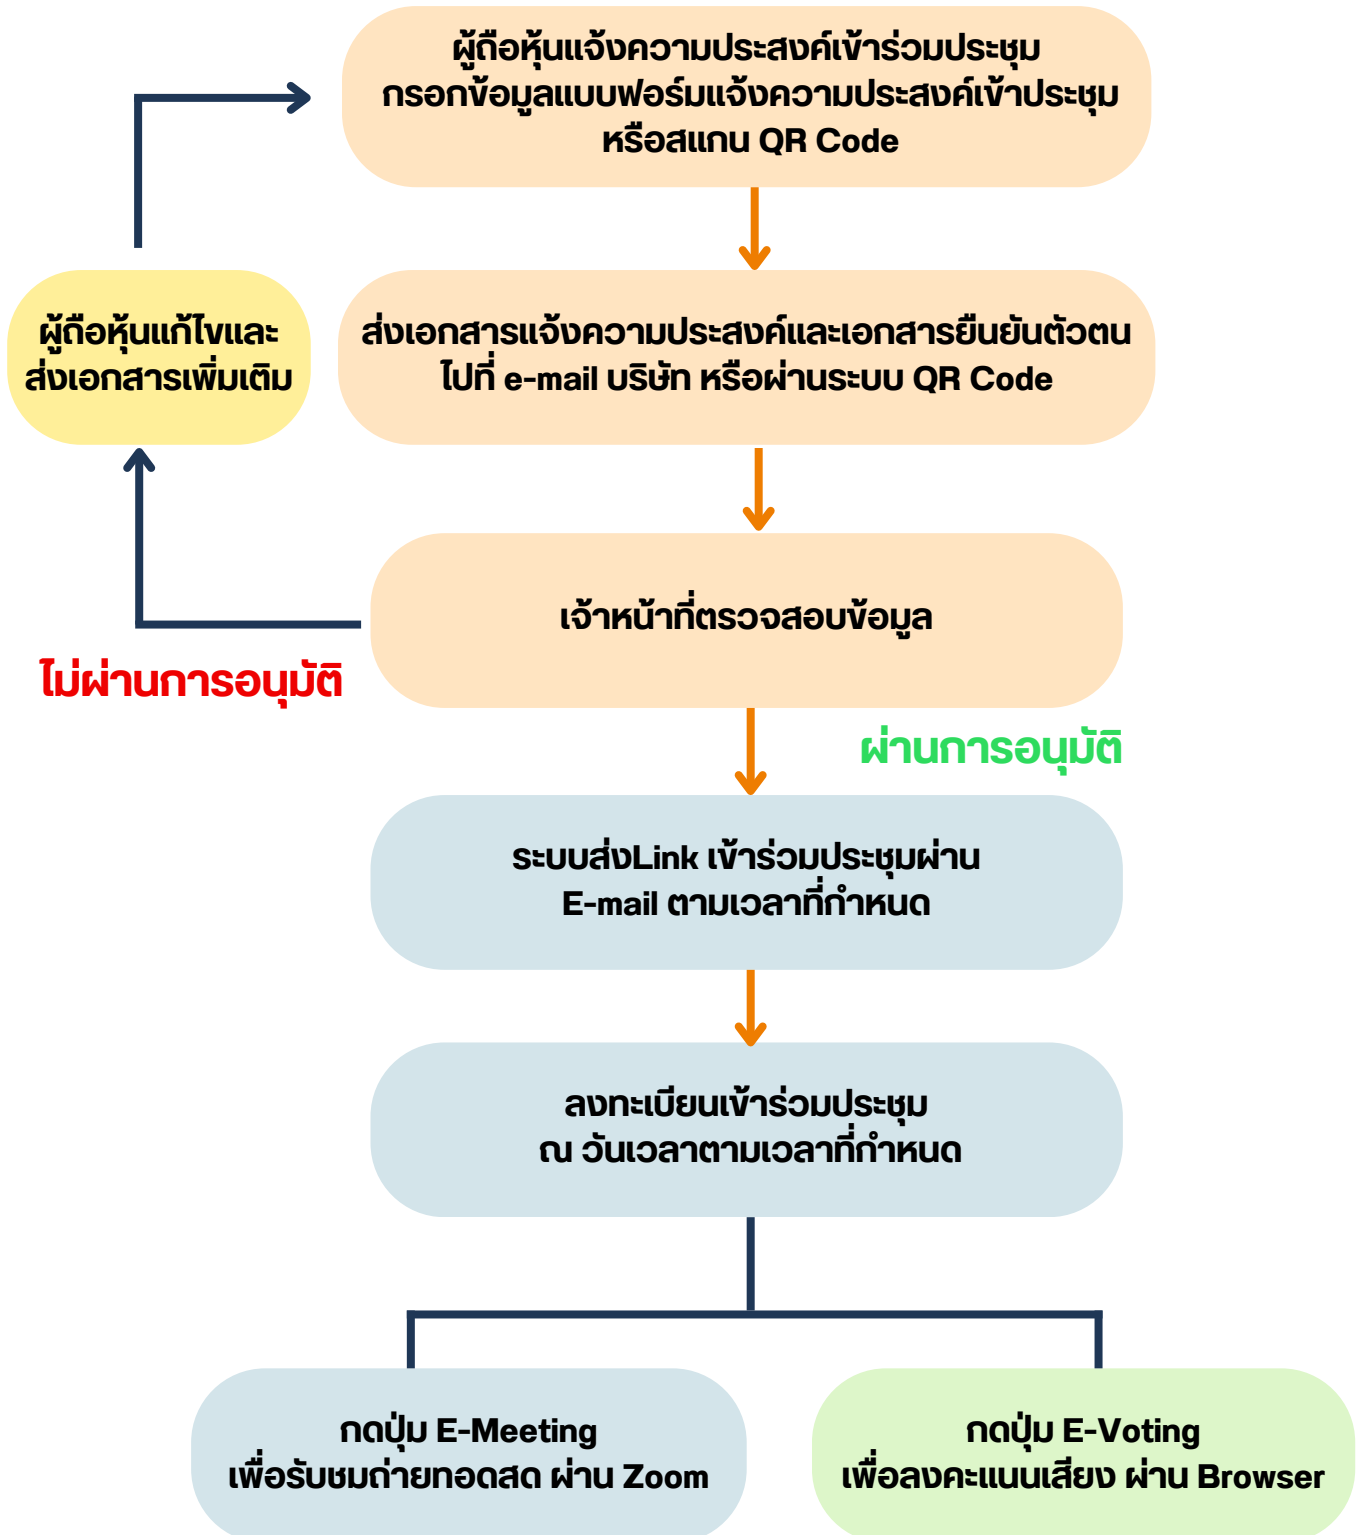 ผู้ถือหุ้นแจ้งความประสงค์เข้าร่วมประชุม
กรอกข้อมูลแบบฟอร์มแจ้งความประสงค์เข้าประชุม
หรือสแกน QR Code
ผู้ถือหุ้นแก้ไขและ
ส่งเอกสารเพิ่มเติม
ส่งเอกสารแจ้งความประสงค์และเอกสารยืนยันตัวตน
ไปที่ e-mail บริษัท หรือผ่านระบบ QR Code
เจ้าหน้าที่ตรวจสอบข้อมูล
ไม่ผ่านการอนุมัติ
ผ่านการอนุมัติ
ระบบส่งLink เข้าร่วมประชุมผ่าน
E-mail ตามเวลาที่กำหนด
ลงทะเบียนเข้าร่วมประชุม
ณ วันเวลาตามเวลาที่กำหนด
กดปุ่ม E-Meeting
เพื่อรับชมถ่ายทอดสด ผ่าน Zoom
กดปุ่ม E-Voting
เพื่อลงคะแนนเสียง ผ่าน Browser